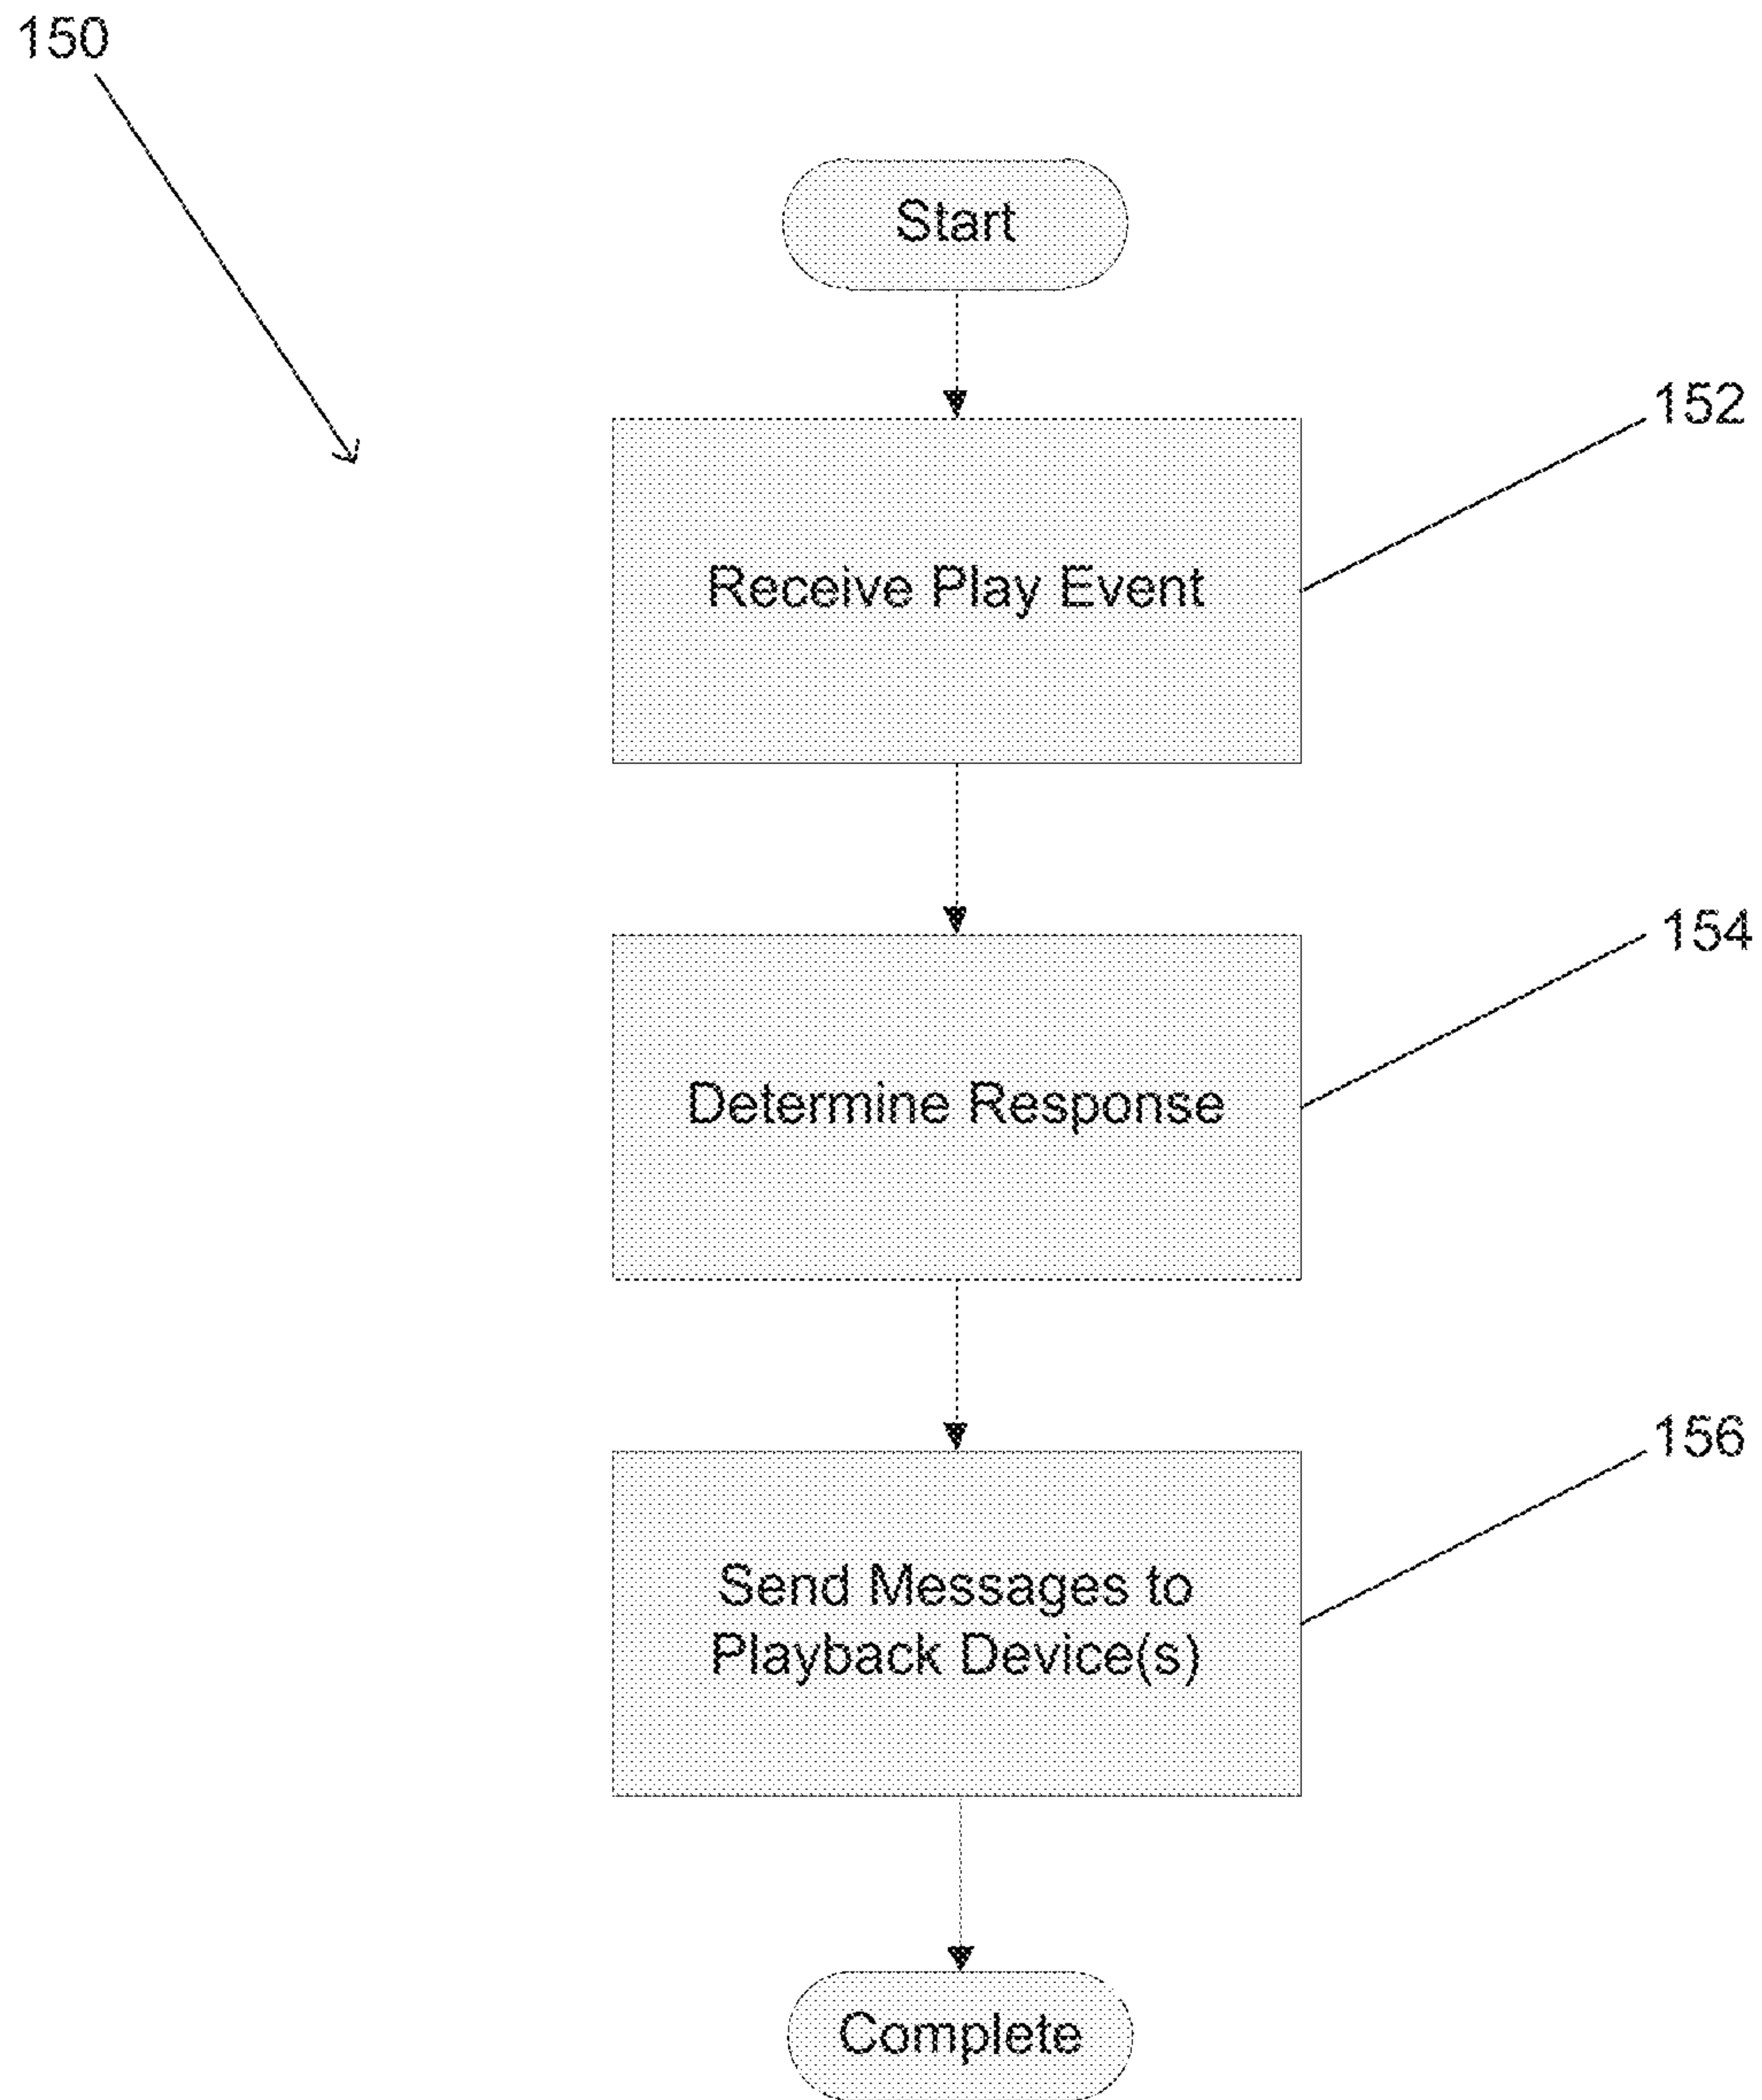 150
Start
152
Receive Play Event
154
Determine Response
156
Send Messages to
Playback Device(s)
Complete